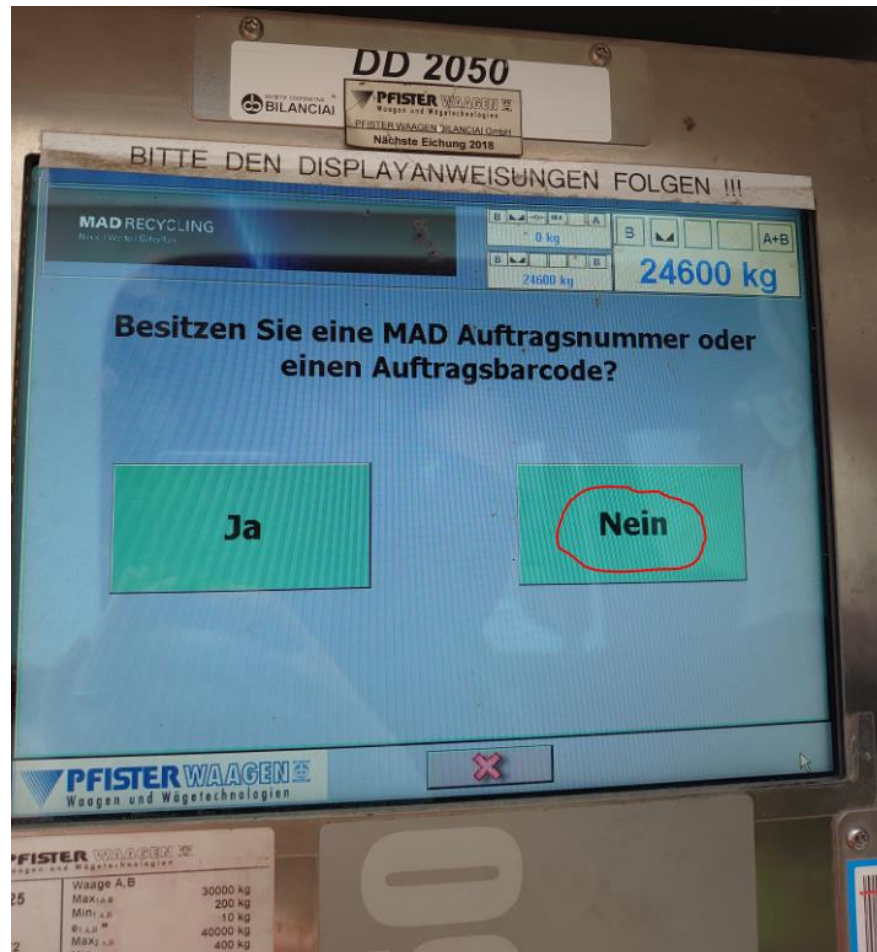 DD 2050
BILANCIAI
PFISTER WAAGEN
Waagen und Wägetechnologien
PFISTER WAAGEN BILANCIAI GmbH
Nächste Eichung 2018
BITTE DEN DISPLAYANWEISUNGEN FOLGEN !!!
MAD RECYCLING
B A
0 kg
B B
24600 kg
B A+B
24600 kg
Besitzen Sie eine MAD Auftragsnummer oder
einen Auftragsbarcode?
Ja
Nein
PFISTER WAAGEN
Waagen und Wägetechnologien
PFISTER WAAGEN
Waage A,B
Max₁ 30000 kg
200 kg
10 kg
40000 kg
Max₂ 400 kg